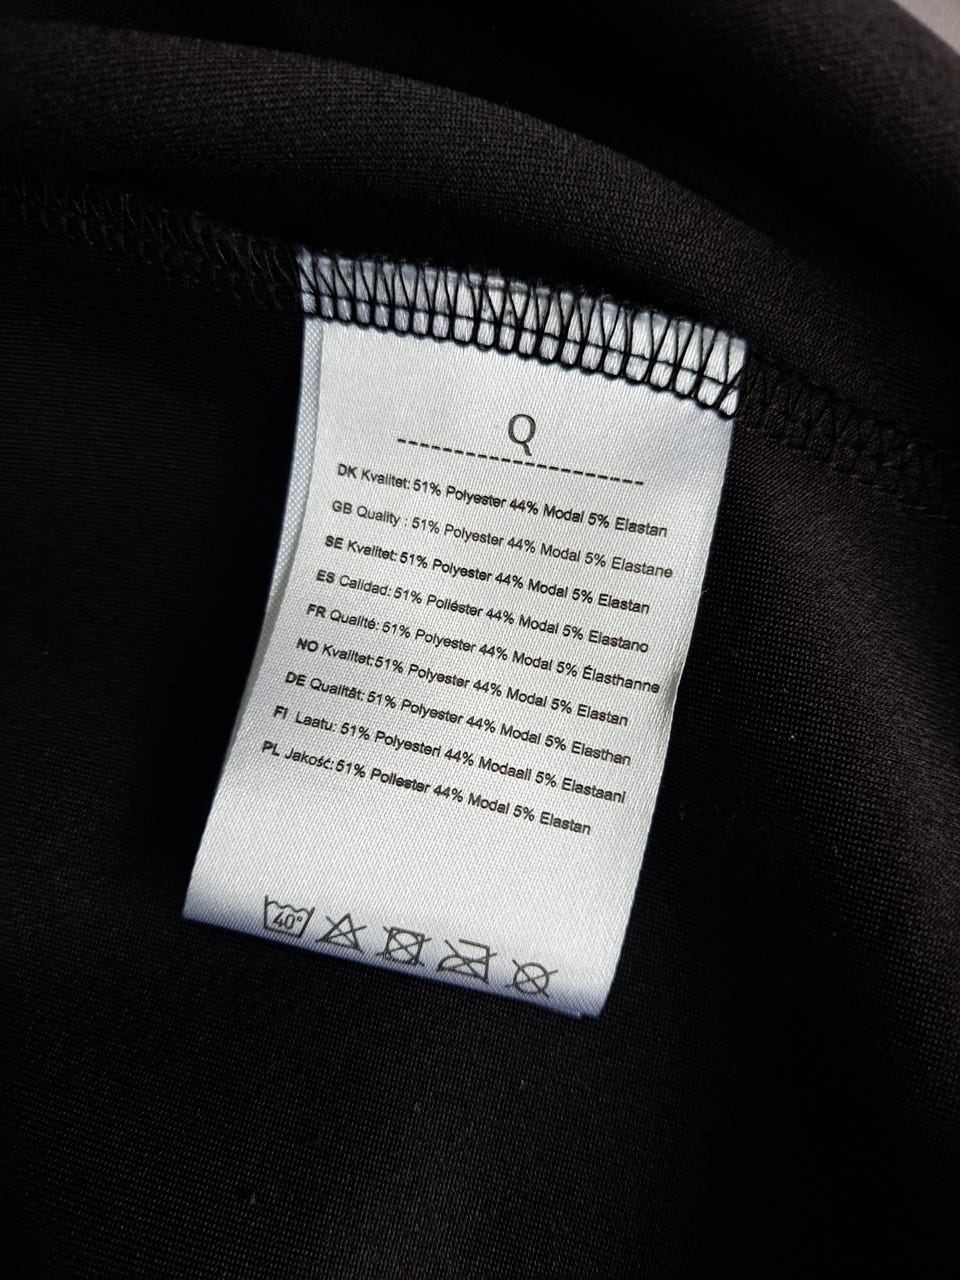 Q
DK Kvalitet: 51% Polyester 44% Modal 5% Elastan
GB Quality : 51% Polyester 44% Modal 5% Elastane
SE Kvalitet: 51% Polyester 44% Modal 5% Elastan
ES Calidad: 51% Poliéster 44% Modal 5% Elastano
FR Qualité: 51% Polyester 44% Modal 5% Élasthanne
NO Kvalitet: 51% Polyester 44% Modal 5% Elastan
DE Qualität: 51% Polyester 44% Modal 5% Elasthan
FI Laatu: 51% Polyesteri 44% Modaali 5% Elastaani
PL Jakość: 51% Poliester 44% Modal 5% Elastan
40°